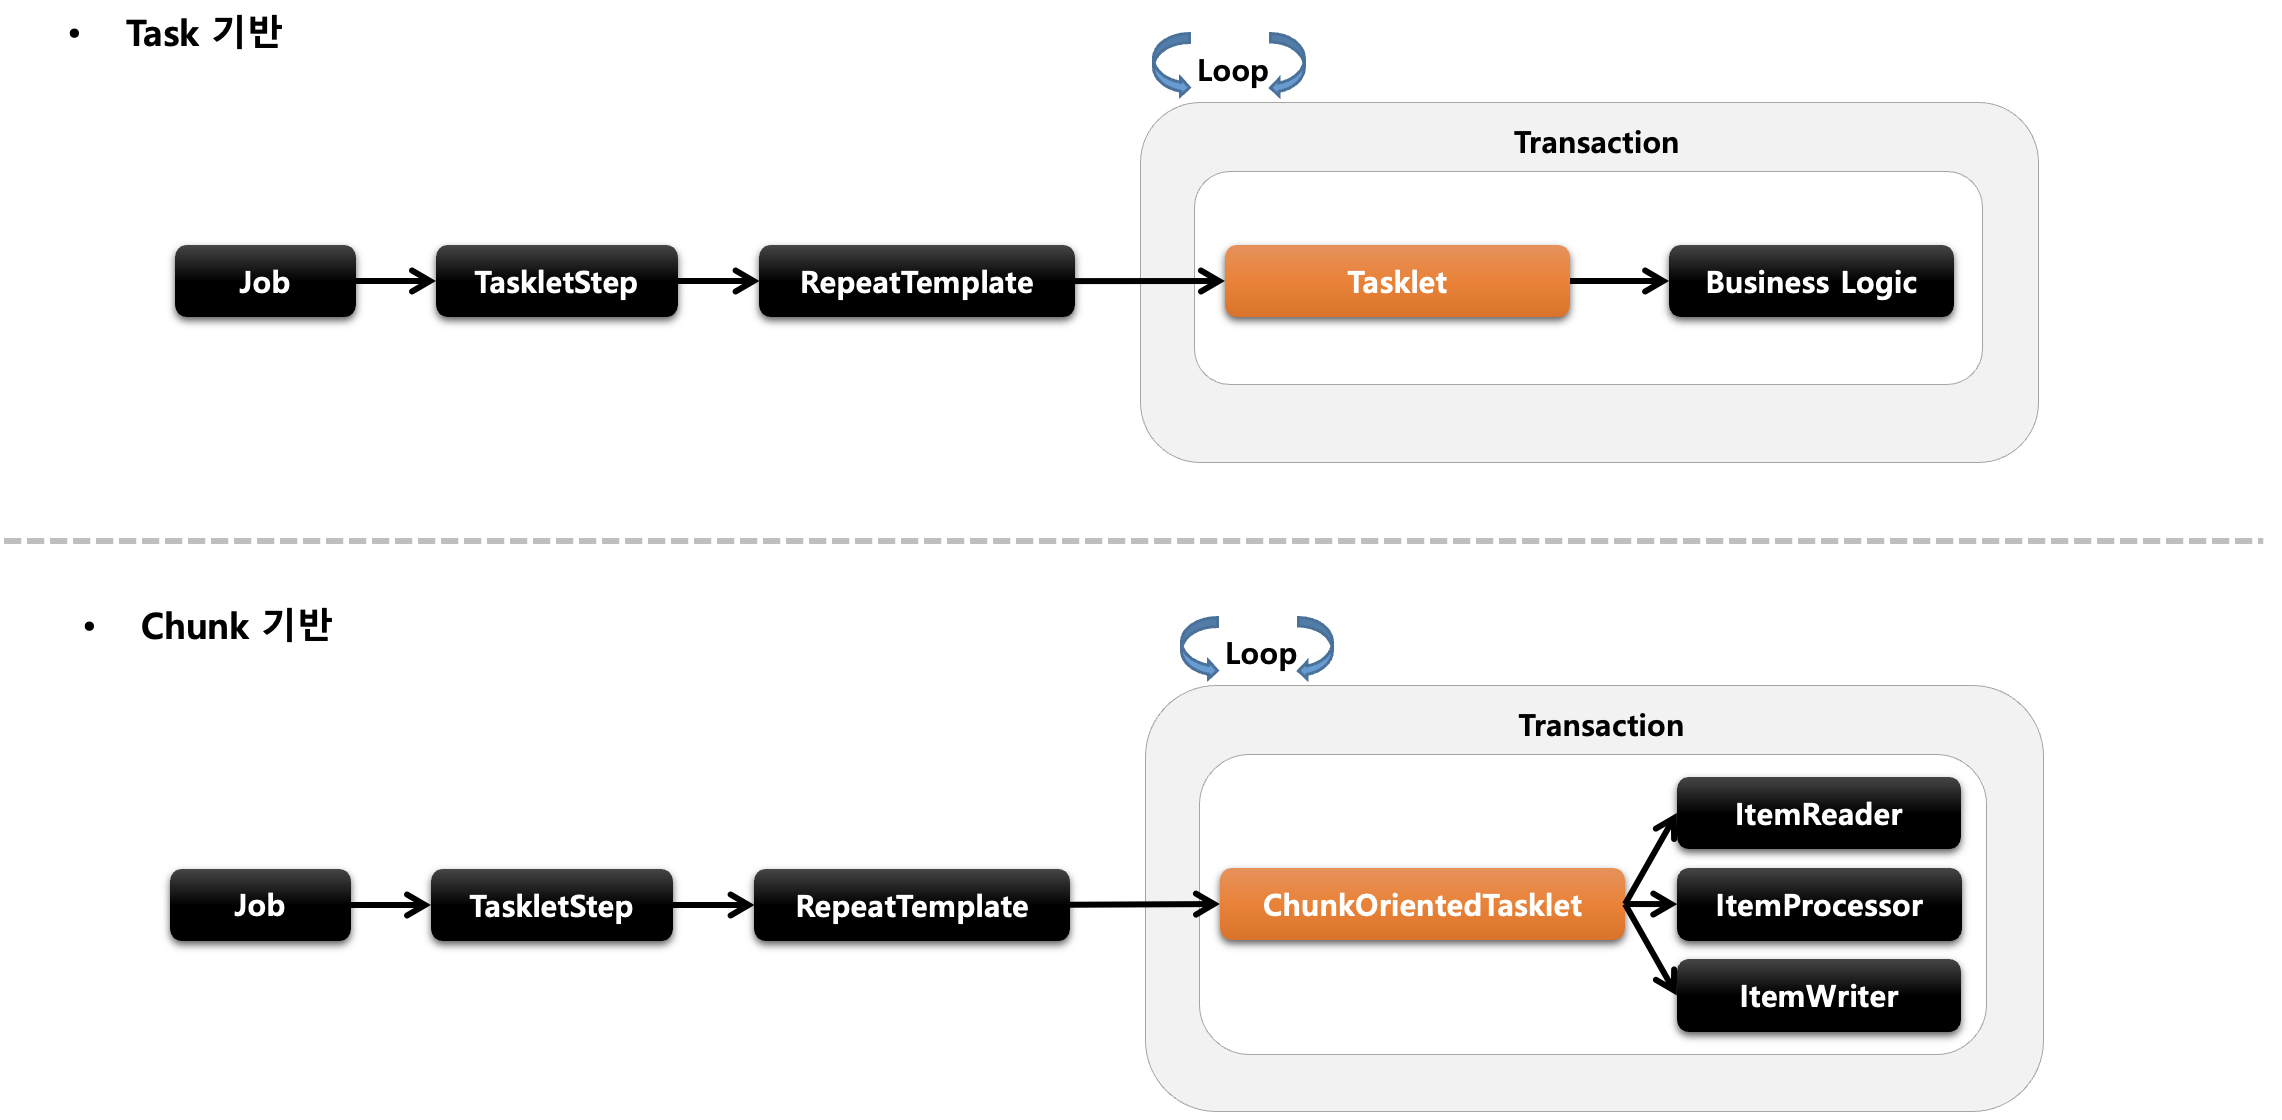 • Task 기반
Loop
Transaction
Job
TaskletStep
RepeatTemplate
Tasklet
Business Logic
• Chunk 기반
Loop
Transaction
Job
TaskletStep
RepeatTemplate
ChunkOrientedTasklet
ItemReader
ItemProcessor
ItemWriter